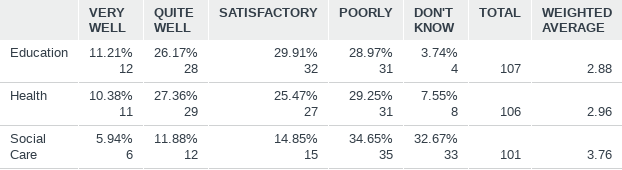 VERY WELL QUITE WELL SATISFACTORY POORLY DON'T KNOW TOTAL WEIGHTED AVERAGE
Education 11.21% 26.17% 29.91% 28.97% 3.74%
12 28 32 31 4 107 2.88
Health 10.38% 27.36% 25.47% 29.25% 7.55%
11 29 27 31 8 106 2.96
Social 5.94% 11.88% 14.85% 34.65% 32.67%
Care 6 12 15 35 33 101 3.76